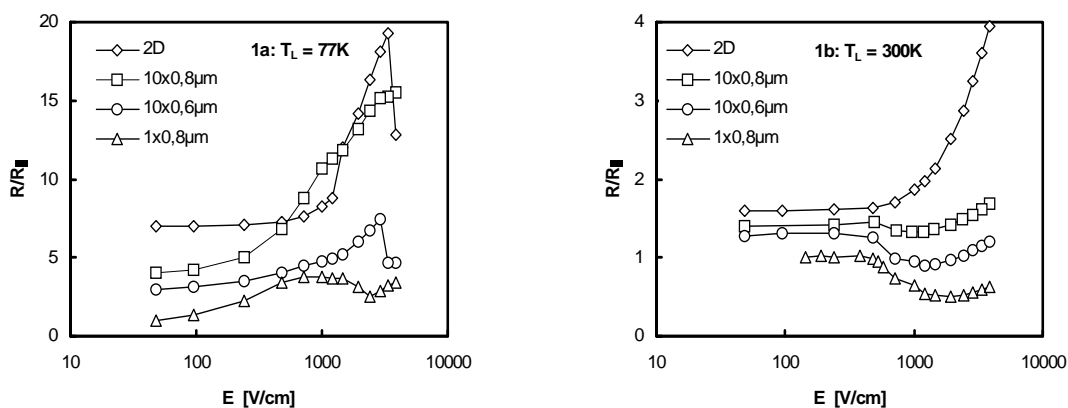 1a: T_L = 77K
2D
10x0,8µm
10x0,6µm
1x0,8µm
20
15
10
5
0
R/R||
10
100
1000
10000
E [V/cm]
1b: T_L = 300K
2D
10x0,8µm
10x0,6µm
1x0,8µm
4
3
2
1
0
R/R||
10
100
1000
10000
E [V/cm]